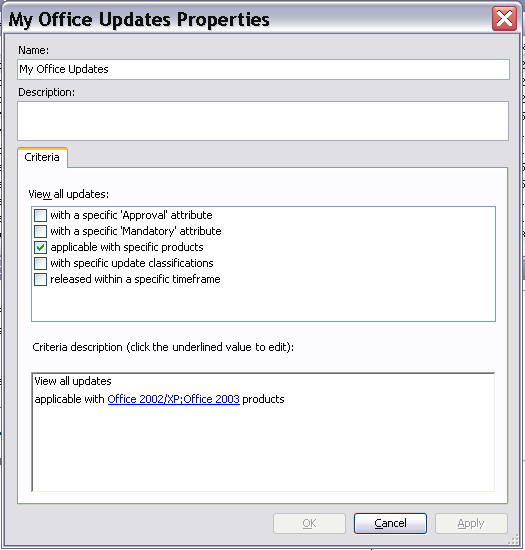 My Office Updates Properties
Name:
My Office Updates
Description:
Criteria
View all updates:
with a specific 'Approval' attribute
with a specific 'Mandatory' attribute
applicable with specific products
with specific update classifications
released within a specific timeframe
Criteria description (click the underlined value to edit):
View all updates
applicable with Office 2002/XP;Office 2003 products
OK
Cancel
Apply